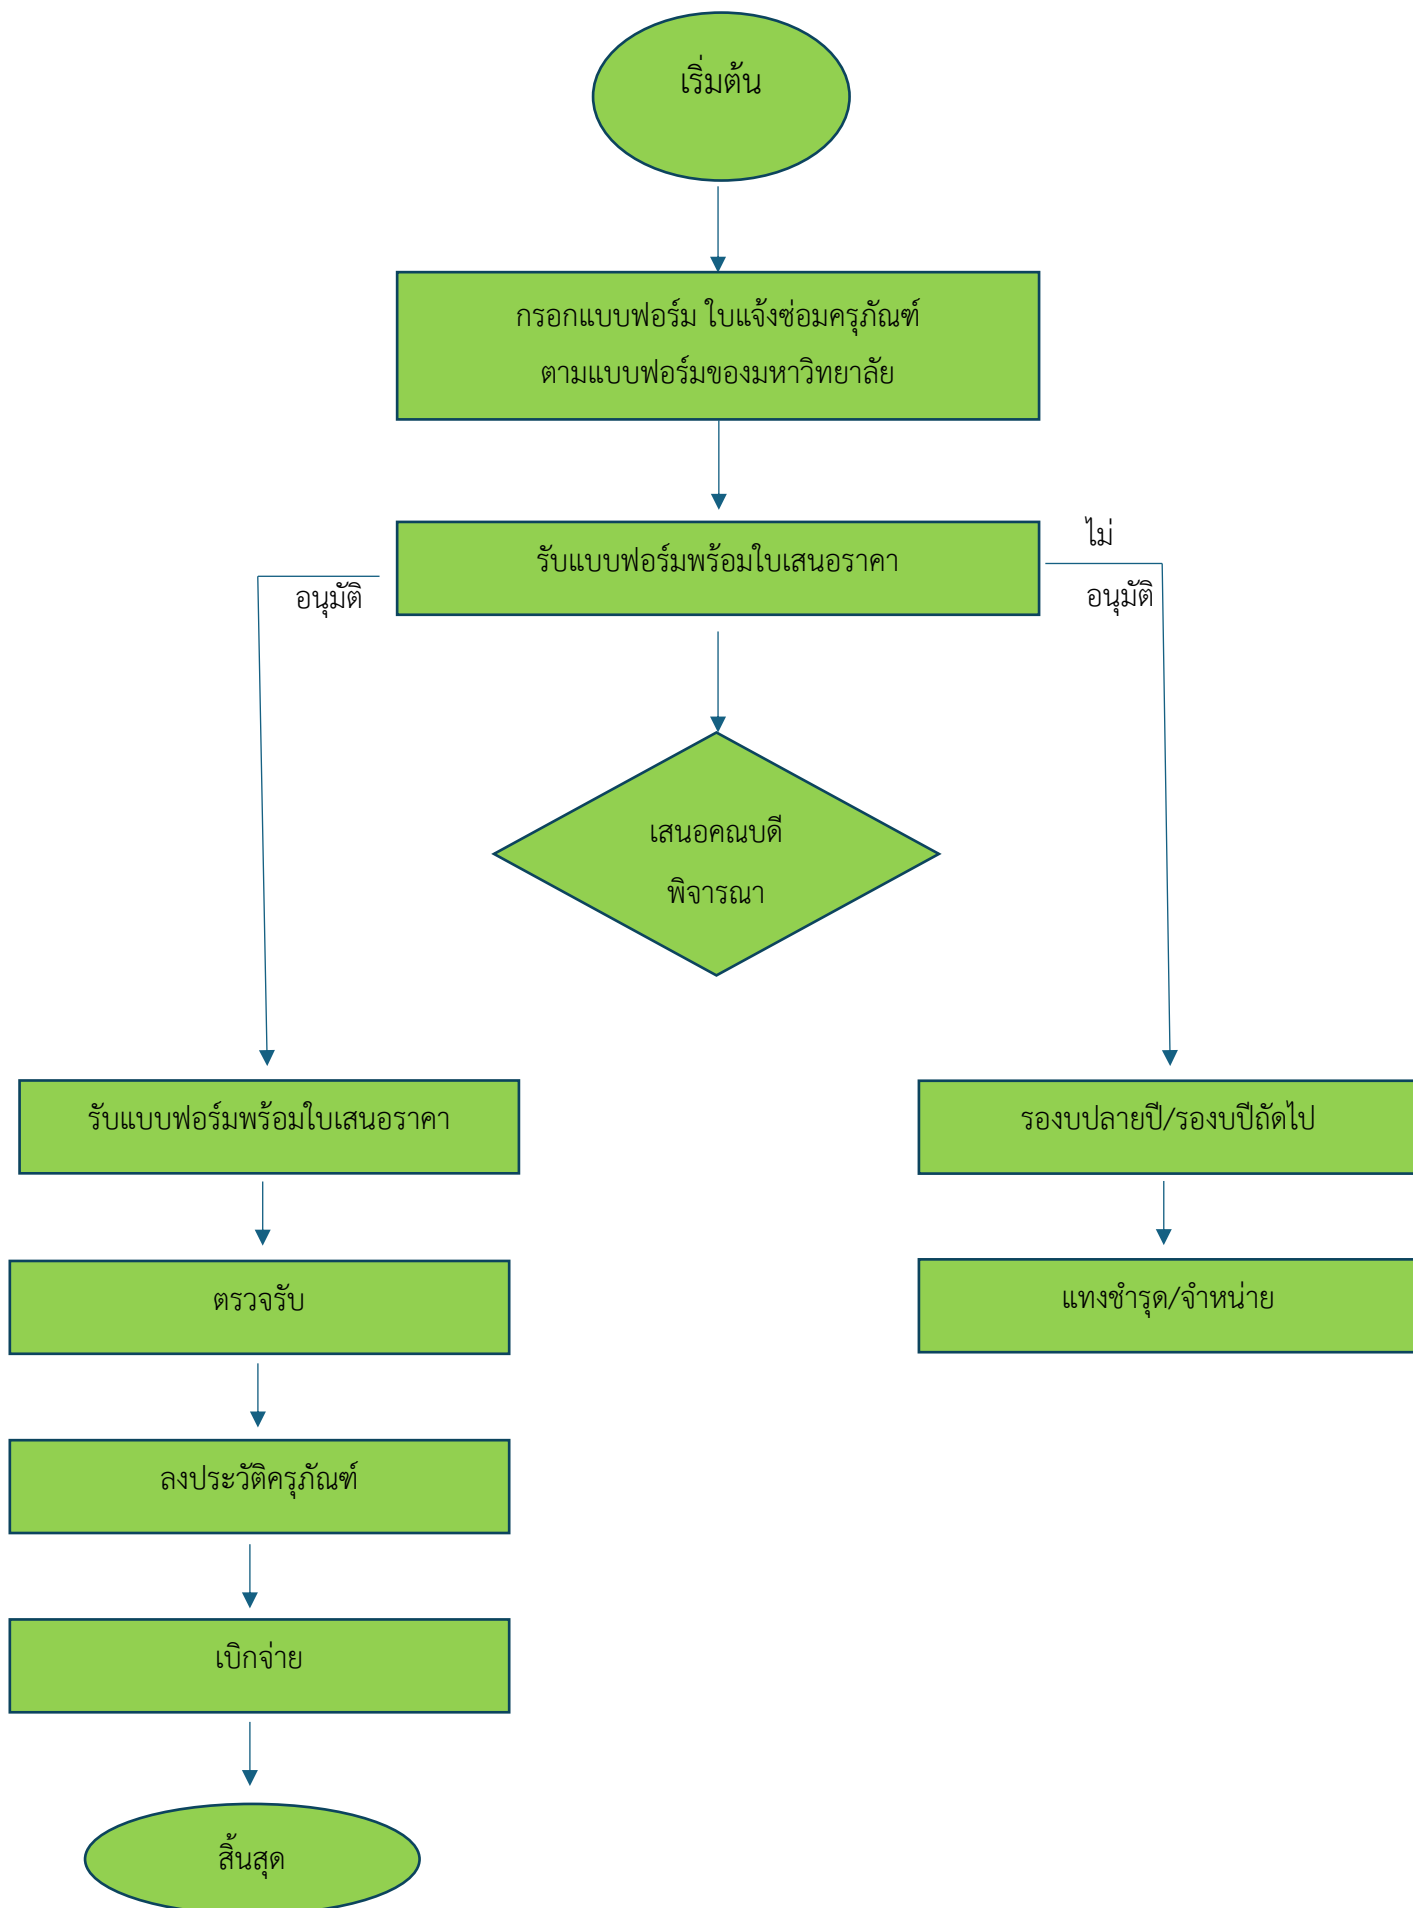 เริ่มต้น
กรอกแบบฟอร์ม ใบแจ้งซ่อมครุภัณฑ์
ตามแบบฟอร์มของมหาวิทยาลัย
รับแบบฟอร์มพร้อมใบเสนอราคา
ไม่
อนุมัติ
อนุมัติ
เสนอคณบดี
พิจารณา
รับแบบฟอร์มพร้อมใบเสนอราคา
รองบปลายปี/รองบปีถัดไป
ตรวจรับ
แทงชำรุด/จำหน่าย
ลงประวัติครุภัณฑ์
เบิกจ่าย
สิ้นสุด